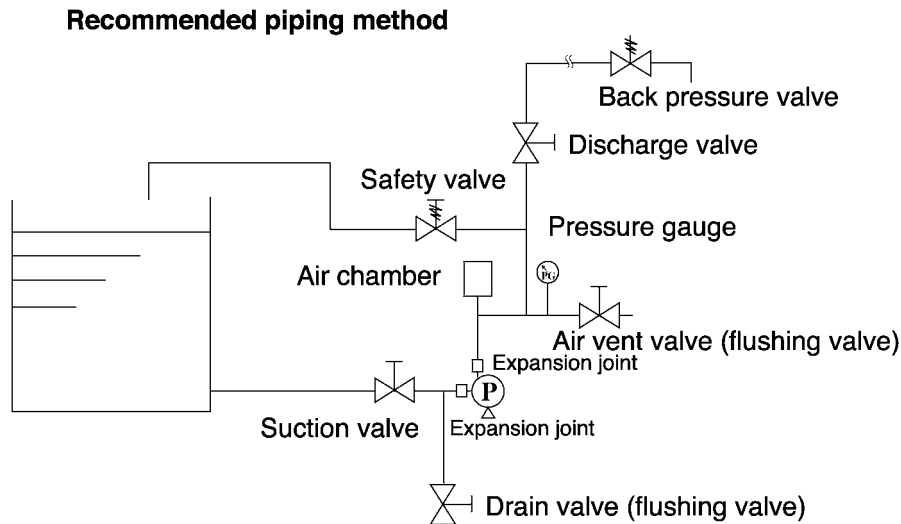 Recommended piping method
Back pressure valve
Discharge valve
Safety valve
Pressure gauge
Air chamber
PG
Air vent valve (flushing valve)
Expansion joint
P
Suction valve
Expansion joint
Drain valve (flushing valve)